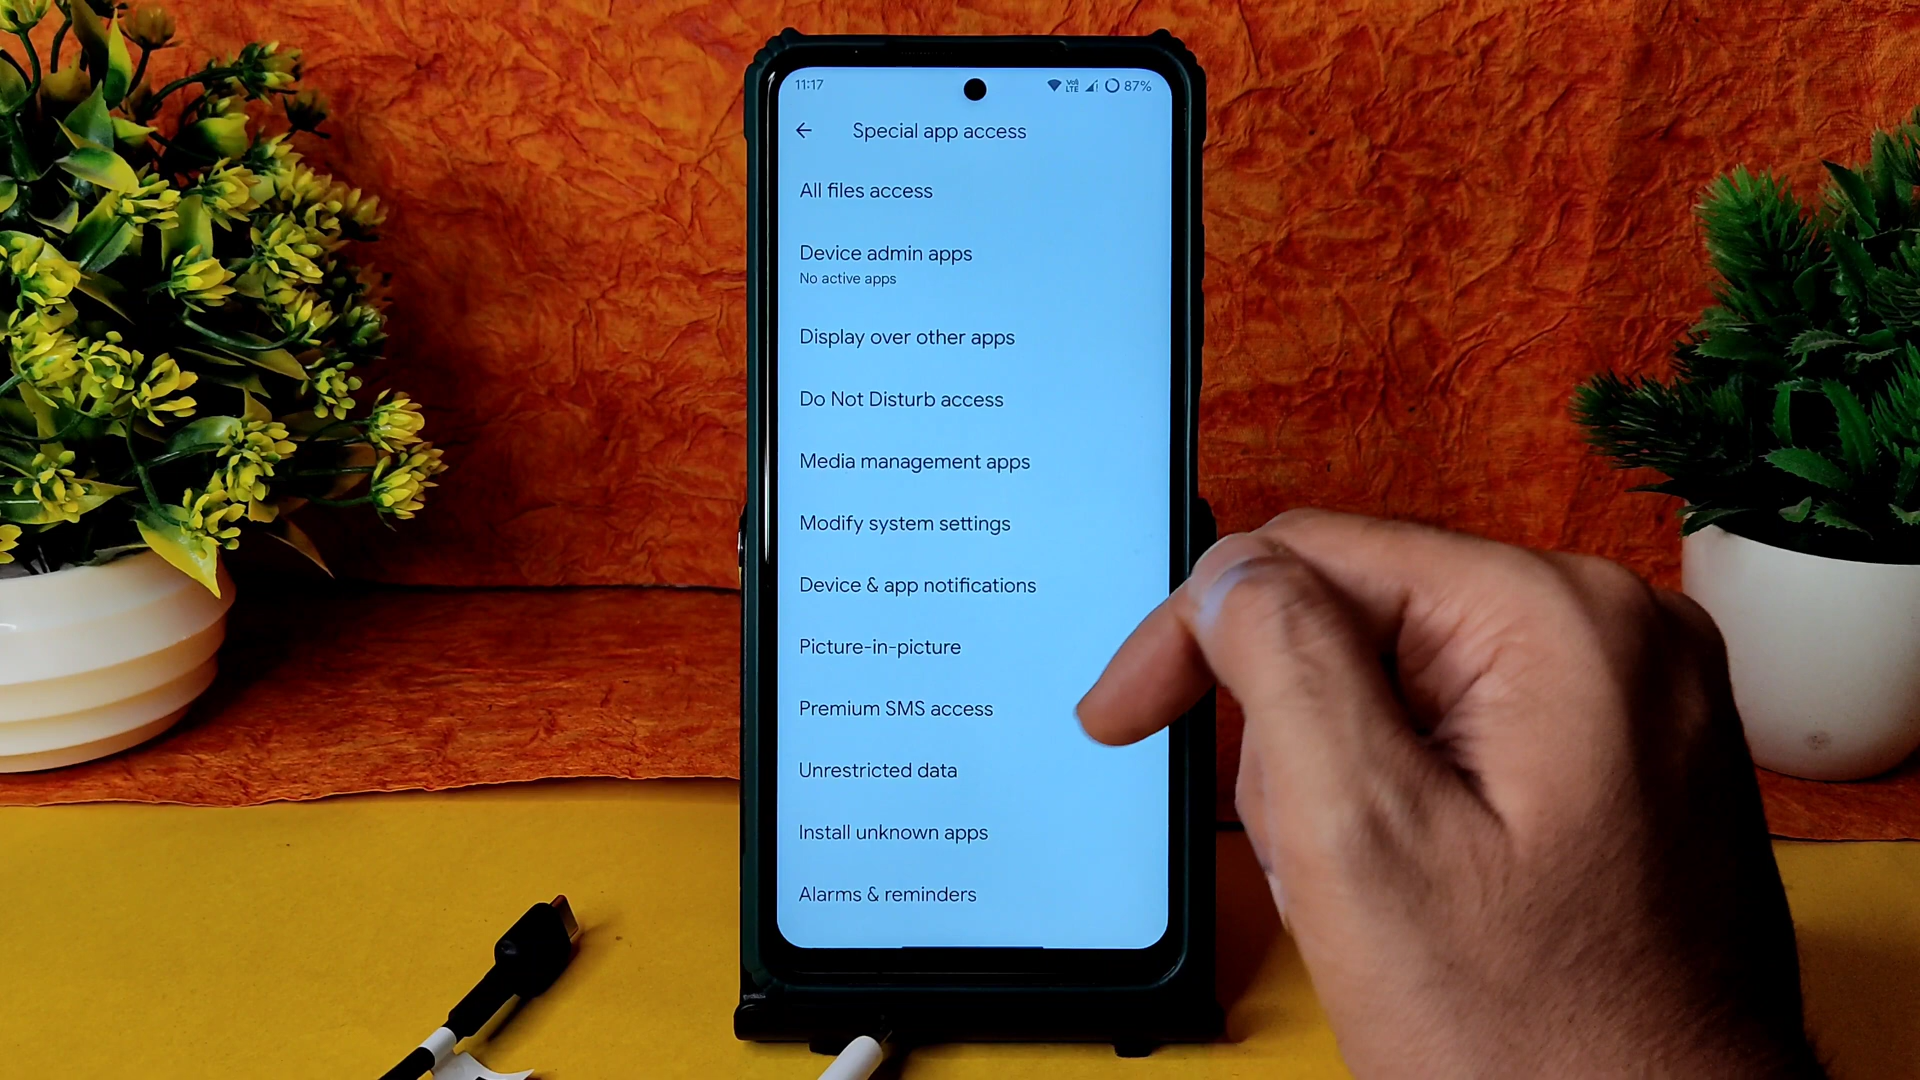 11:17
Vo)) LTE
87%
Special app access
All files access
Device admin apps
No active apps
Display over other apps
Do Not Disturb access
Media management apps
Modify system settings
Device & app notifications
Picture-in-picture
Premium SMS access
Unrestricted data
Install unknown apps
Alarms & reminders